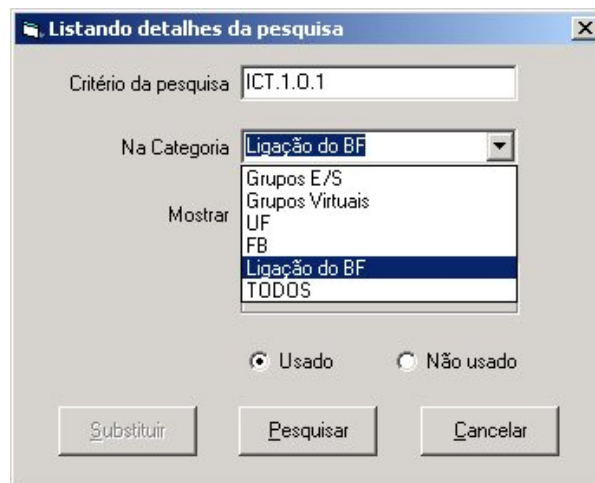 Listando detalhes da pesquisa
Critério da pesquisa ICT.1.0.1
Na Categoria Ligação do BF
Grupos E/S
Grupos Virtuais
Mostrar
UF
FB
Ligação do BF
TODOS
Usado Não usado
Substituir Pesquisar Cancelar